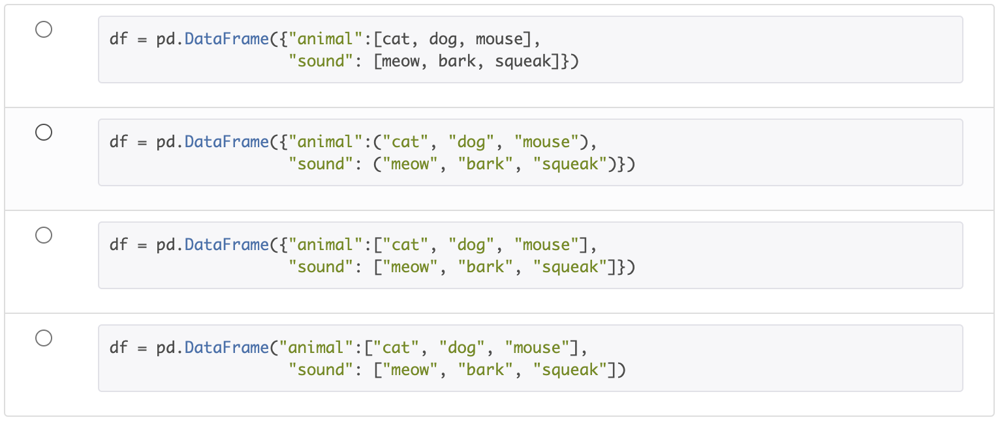 df = pd.DataFrame({"animal":[cat, dog, mouse],
"sound": [meow, bark, squeak]})
df = pd.DataFrame({"animal":("cat", "dog", "mouse"),
"sound": ("meow", "bark", "squeak")})
df = pd.DataFrame({"animal":["cat", "dog", "mouse"],
"sound": ["meow", "bark", "squeak"]})
df = pd.DataFrame("animal":["cat", "dog", "mouse"],
"sound": ["meow", "bark", "squeak"])